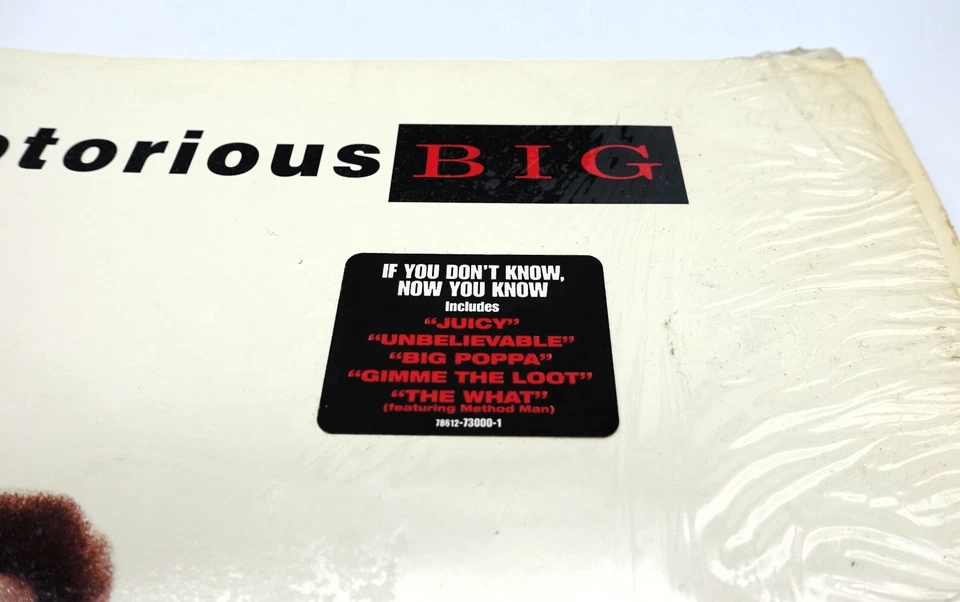 otorious BIG
IF YOU DON'T KNOW,
NOW YOU KNOW
Includes
“JUICY”
“UNBELIEVABLE”
“BIG POPPA”
“GIMME THE LOOT”
“THE WHAT”
(featuring Method Man)
78612-73000-1